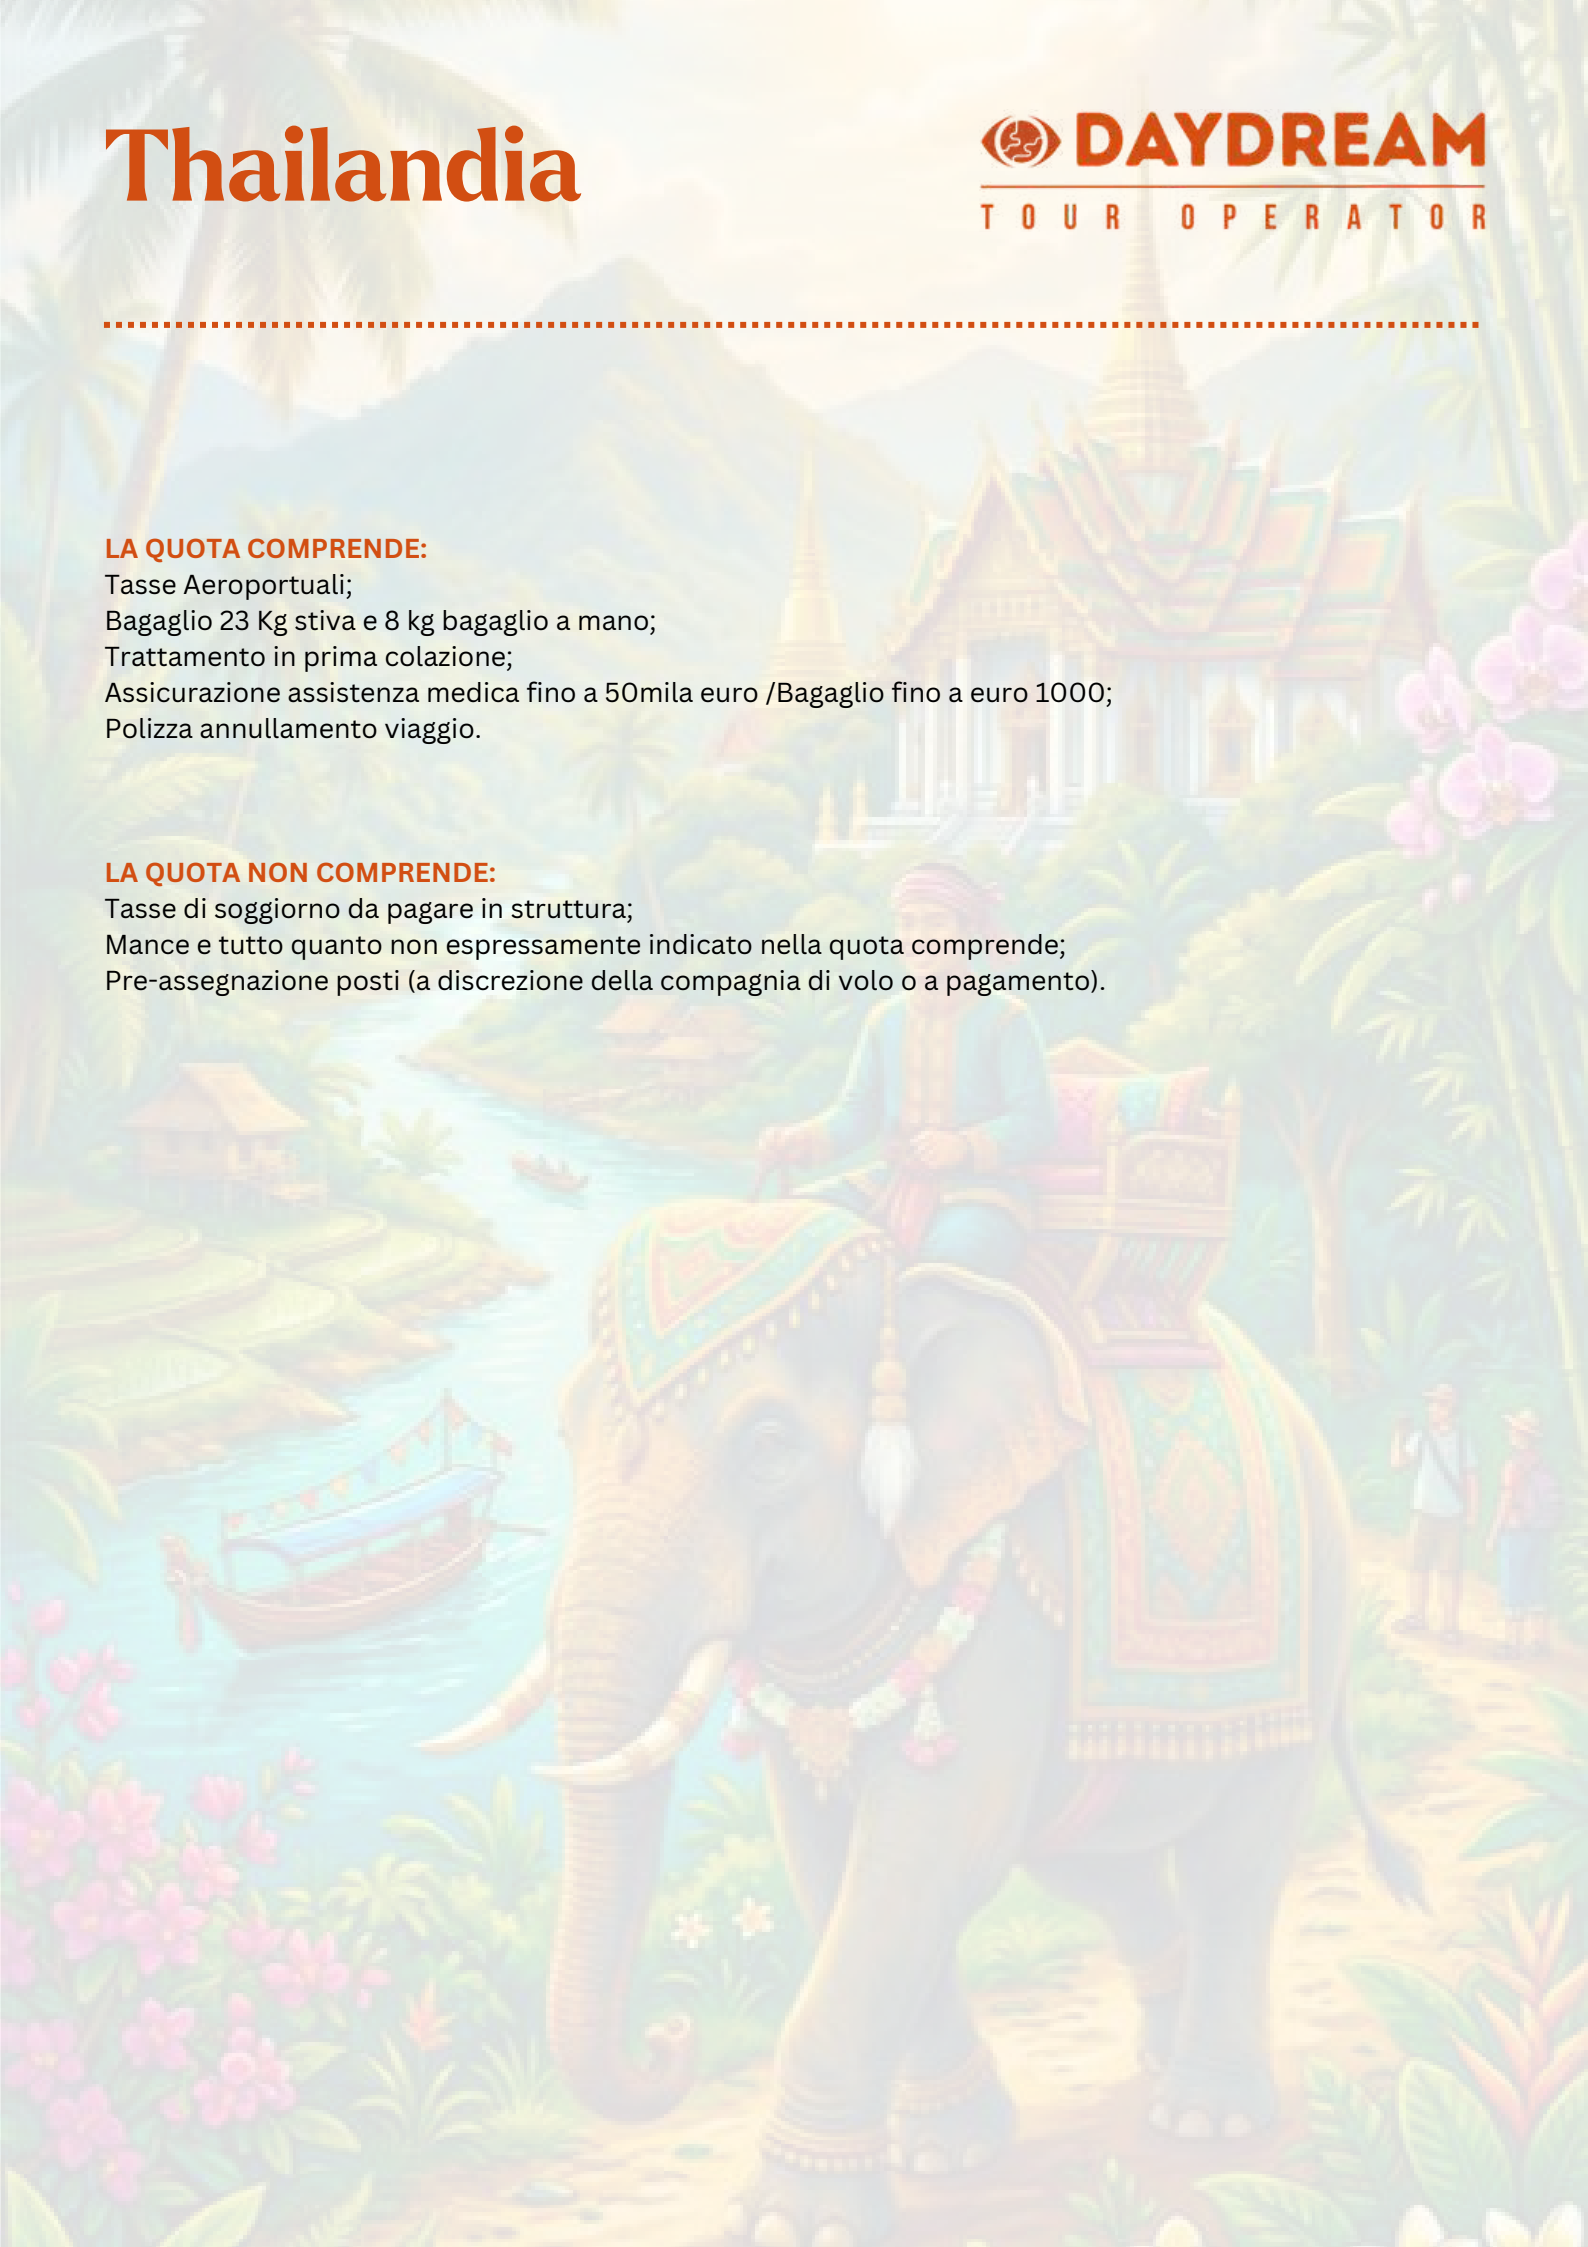 Thailandia
DAYDREAM
TOUR OPERATOR
LA QUOTA COMPRENDE:
Tasse Aeroportuali;
Bagaglio 23 Kg stiva e 8 kg bagaglio a mano;
Trattamento in prima colazione;
Assicurazione assistenza medica fino a 50mila euro /Bagaglio fino a euro 1000;
Polizza annullamento viaggio.
LA QUOTA NON COMPRENDE:
Tasse di soggiorno da pagare in struttura;
Mance e tutto quanto non espressamente indicato nella quota comprende;
Pre-assegnazione posti (a discrezione della compagnia di volo o a pagamento).